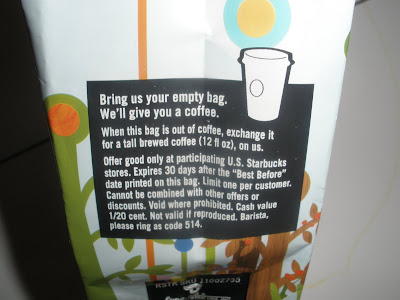 Bring us your empty bag.
We'll give you a coffee.
When this bag is out of coffee, exchange it
for a tall brewed coffee (12 fl oz), on us.
Offer good only at participating U.S. Starbucks
stores. Expires 30 days after the "Best Before"
date printed on this bag. Limit one per customer.
Cannot be combined with other offers or
discounts. Void where prohibited. Cash value
1/20 cent. Not valid if reproduced. Barista,
please ring as code 514.
RSTK SKU 11002733